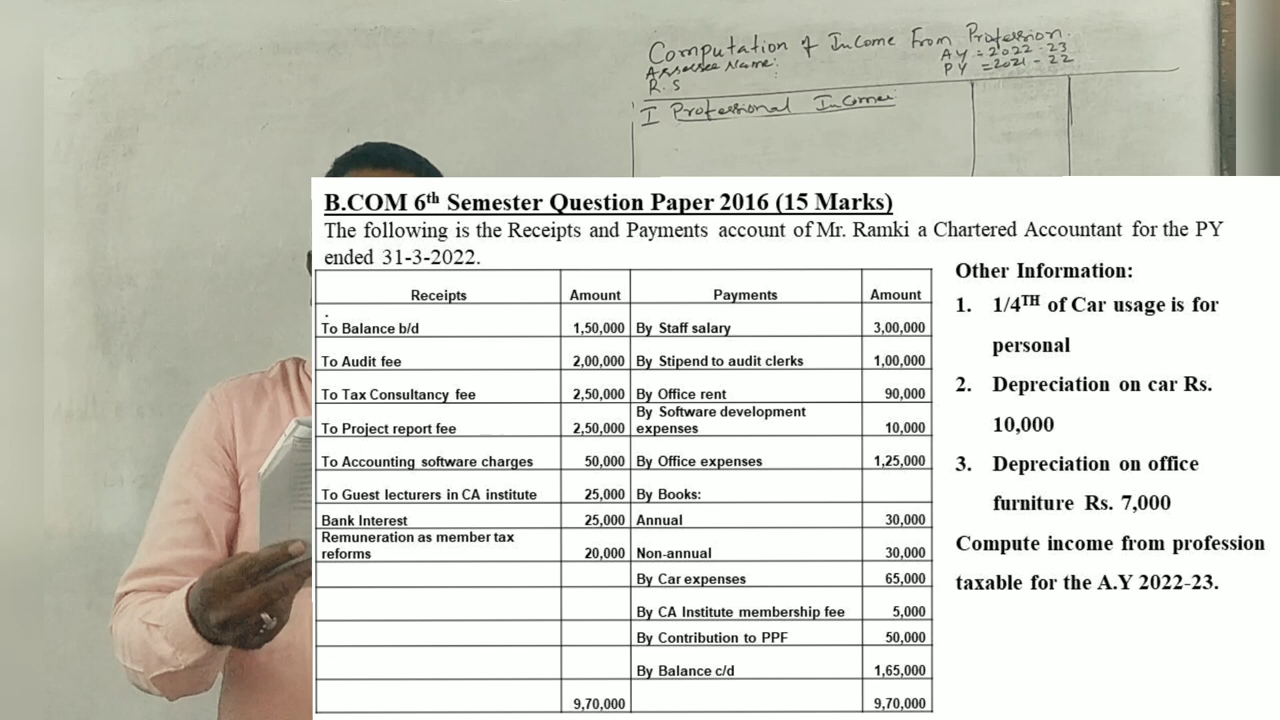 Computation of Income From Profession.
Assessee Name:
A Y = 2022-23
R. S
P Y = 2021-22
I Professional Income
B.COM 6th Semester Question Paper 2016 (15 Marks)
The following is the Receipts and Payments account of Mr. Ramki a Chartered Accountant for the PY
ended 31-3-2022.
Receipts Amount Payments Amount
To Balance b/d 1,50,000 By Staff salary 3,00,000
To Audit fee 2,00,000 By Stipend to audit clerks 1,00,000
To Tax Consultancy fee 2,50,000 By Office rent 90,000
To Project report fee 2,50,000 By Software development
expenses 10,000
To Accounting software charges 50,000 By Office expenses 1,25,000
To Guest lecturers in CA institute 25,000 By Books:
Bank Interest 25,000 Annual 30,000
Remuneration as member tax
reforms 20,000 Non-annual 30,000
By Car expenses 65,000
By CA Institute membership fee 5,000
By Contribution to PPF 50,000
By Balance c/d 1,65,000
9,70,000 9,70,000
Other Information:
1. 1/4TH of Car usage is for
personal
2. Depreciation on car Rs.
10,000
3. Depreciation on office
furniture Rs. 7,000
Compute income from profession
taxable for the A.Y 2022-23.